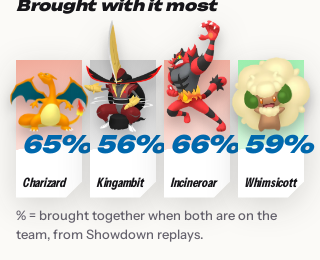 Brought with it most
65% 56% 66% 59%
Charizard Kingambit Incineroar Whimsicott
% = brought together when both are on the
team, from Showdown replays.